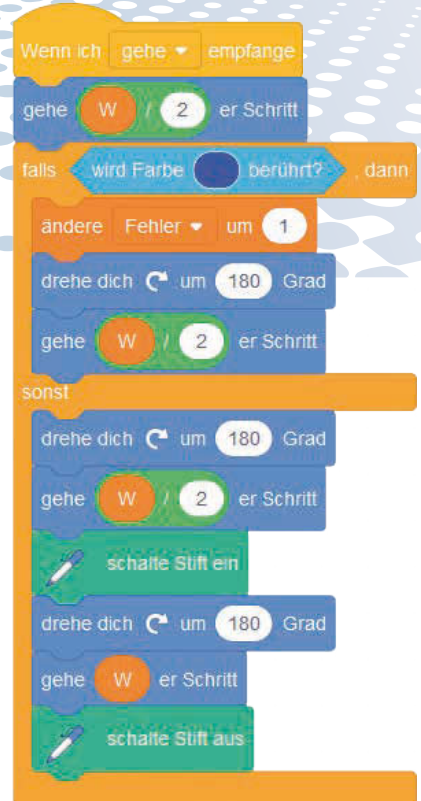 Wenn ich gehe empfange
gehe W / 2 er Schritt
falls wird Farbe berührt? , dann
ändere Fehler um 1
drehe dich um 180 Grad
gehe W / 2 er Schritt
sonst
drehe dich um 180 Grad
gehe W / 2 er Schritt
schalte Stift ein
drehe dich um 180 Grad
gehe W er Schritt
schalte Stift aus